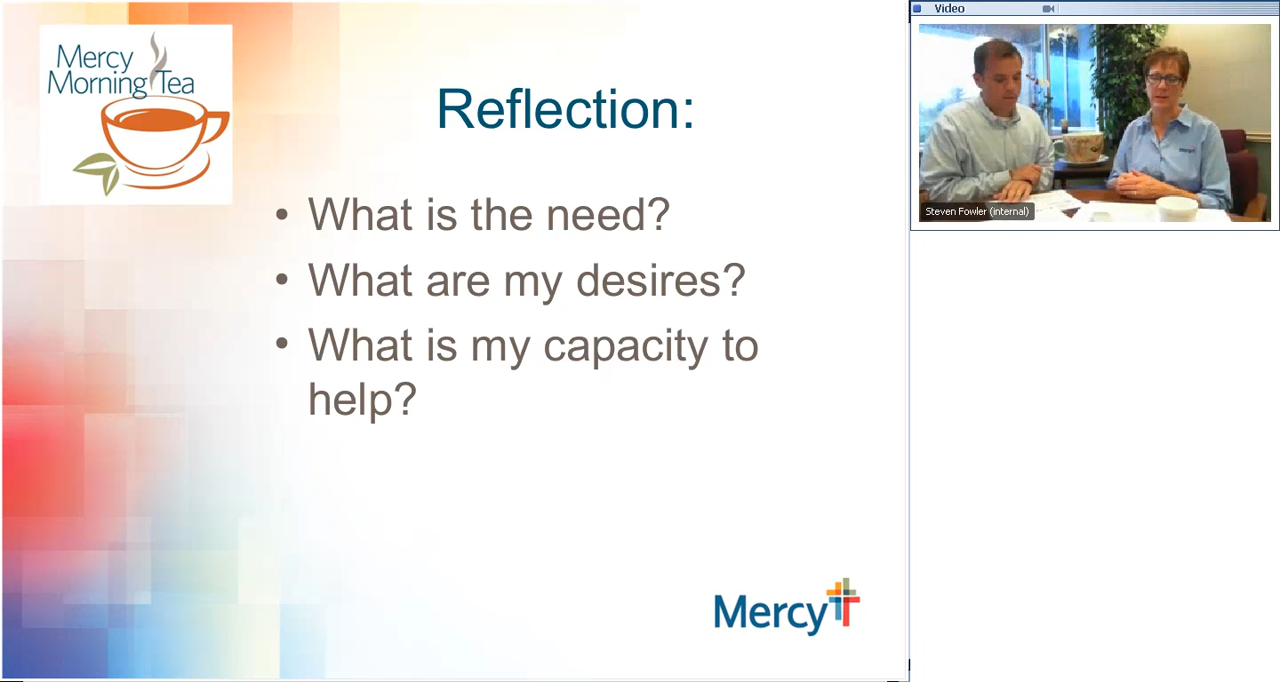 Mercy
Morning Tea
Reflection:
• What is the need?
• What are my desires?
• What is my capacity to
help?
Mercy
Video
Mercy
Steven Fowler (internal)